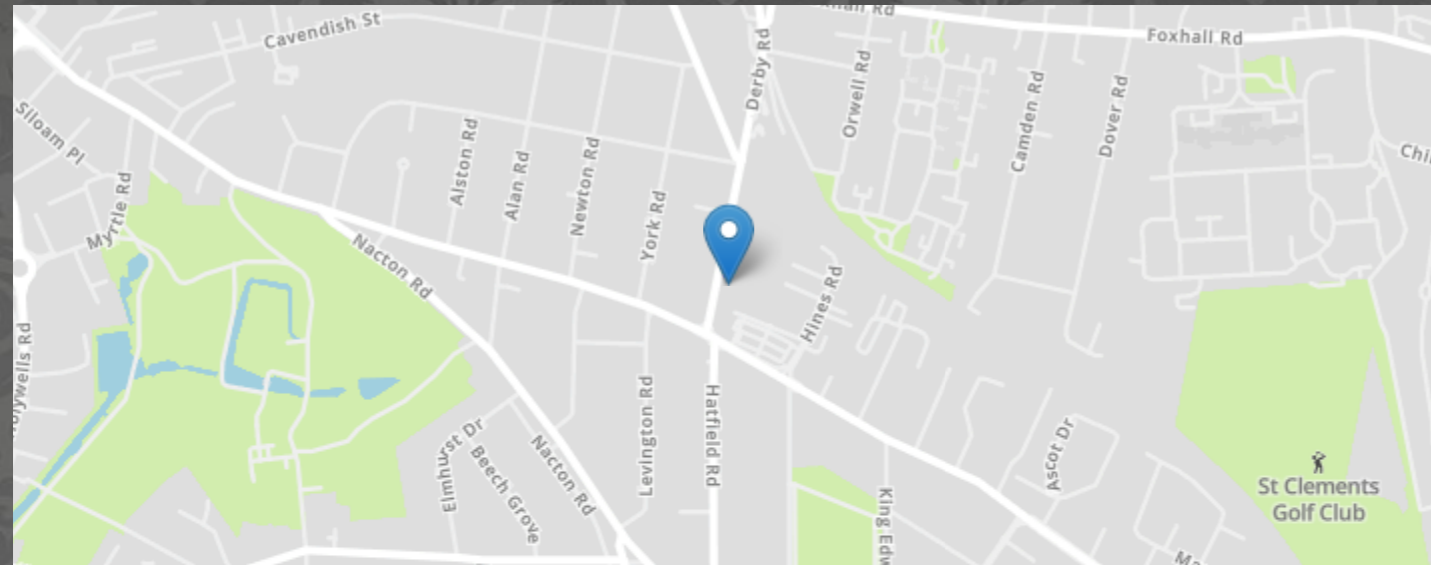 Cavendish St
Derby Rd
Foxhall Rd
Orwell Rd
Camden Rd
Dover Rd
Siloam Pl
Alston Rd
Alan Rd
Newton Rd
York Rd
Myrtle Rd
Nacton Rd
Hines Rd
Levington Rd
Hatfield Rd
Elmhurst Dr
Beech Grove
Nacton Rd
Ascot Dr
St Clements
Golf Club
King Edw